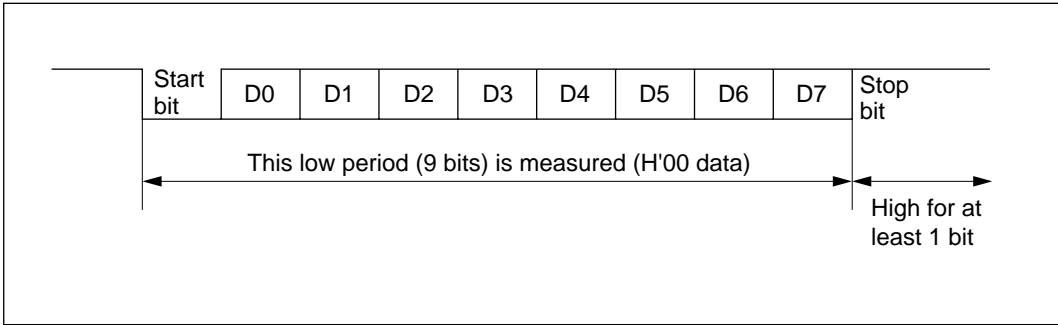 Start bit
D0 D1 D2 D3 D4 D5 D6 D7
Stop bit
This low period (9 bits) is measured (H'00 data)
High for at
least 1 bit